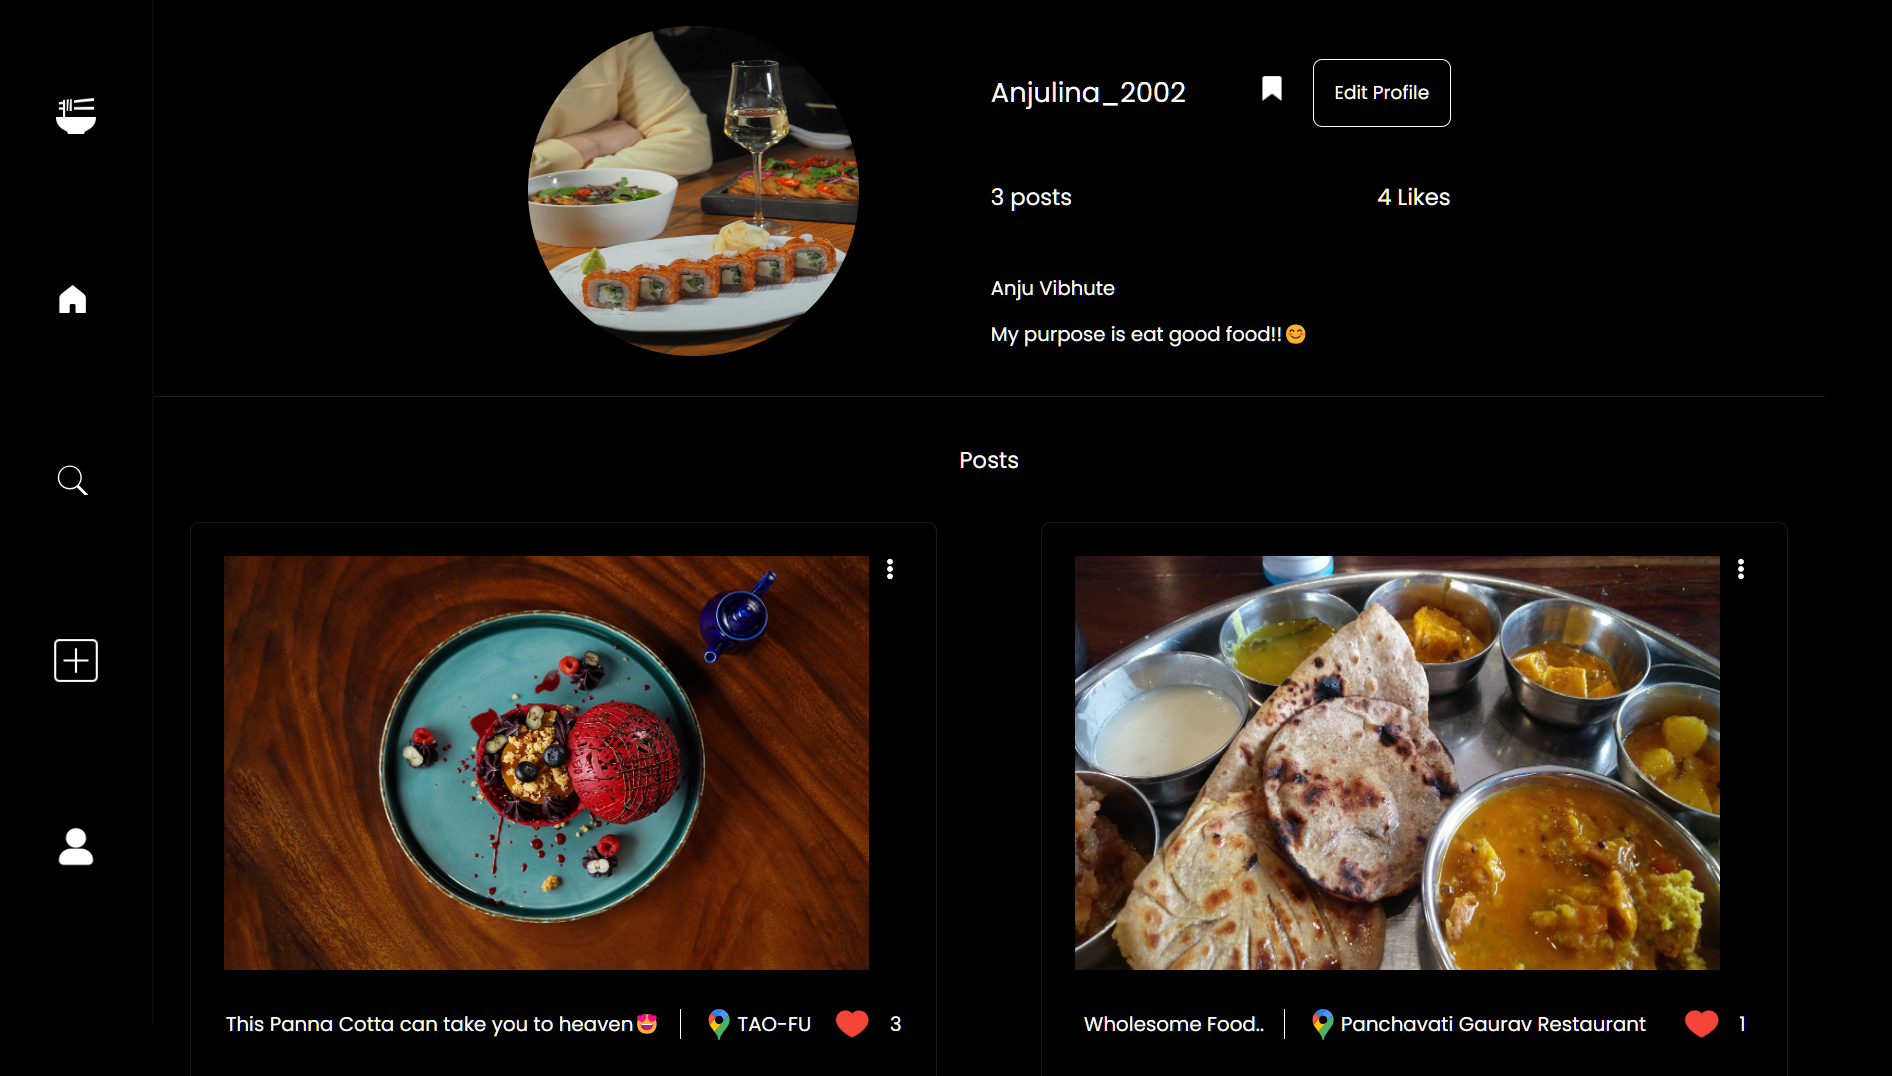 Anjulina_2002
Edit Profile
3 posts
4 Likes
Anju Vibhute
My purpose is eat good food!!😊
Posts
This Panna Cotta can take you to heaven🤩
TAO-FU
3
Wholesome Food..
Panchavati Gaurav Restaurant
1